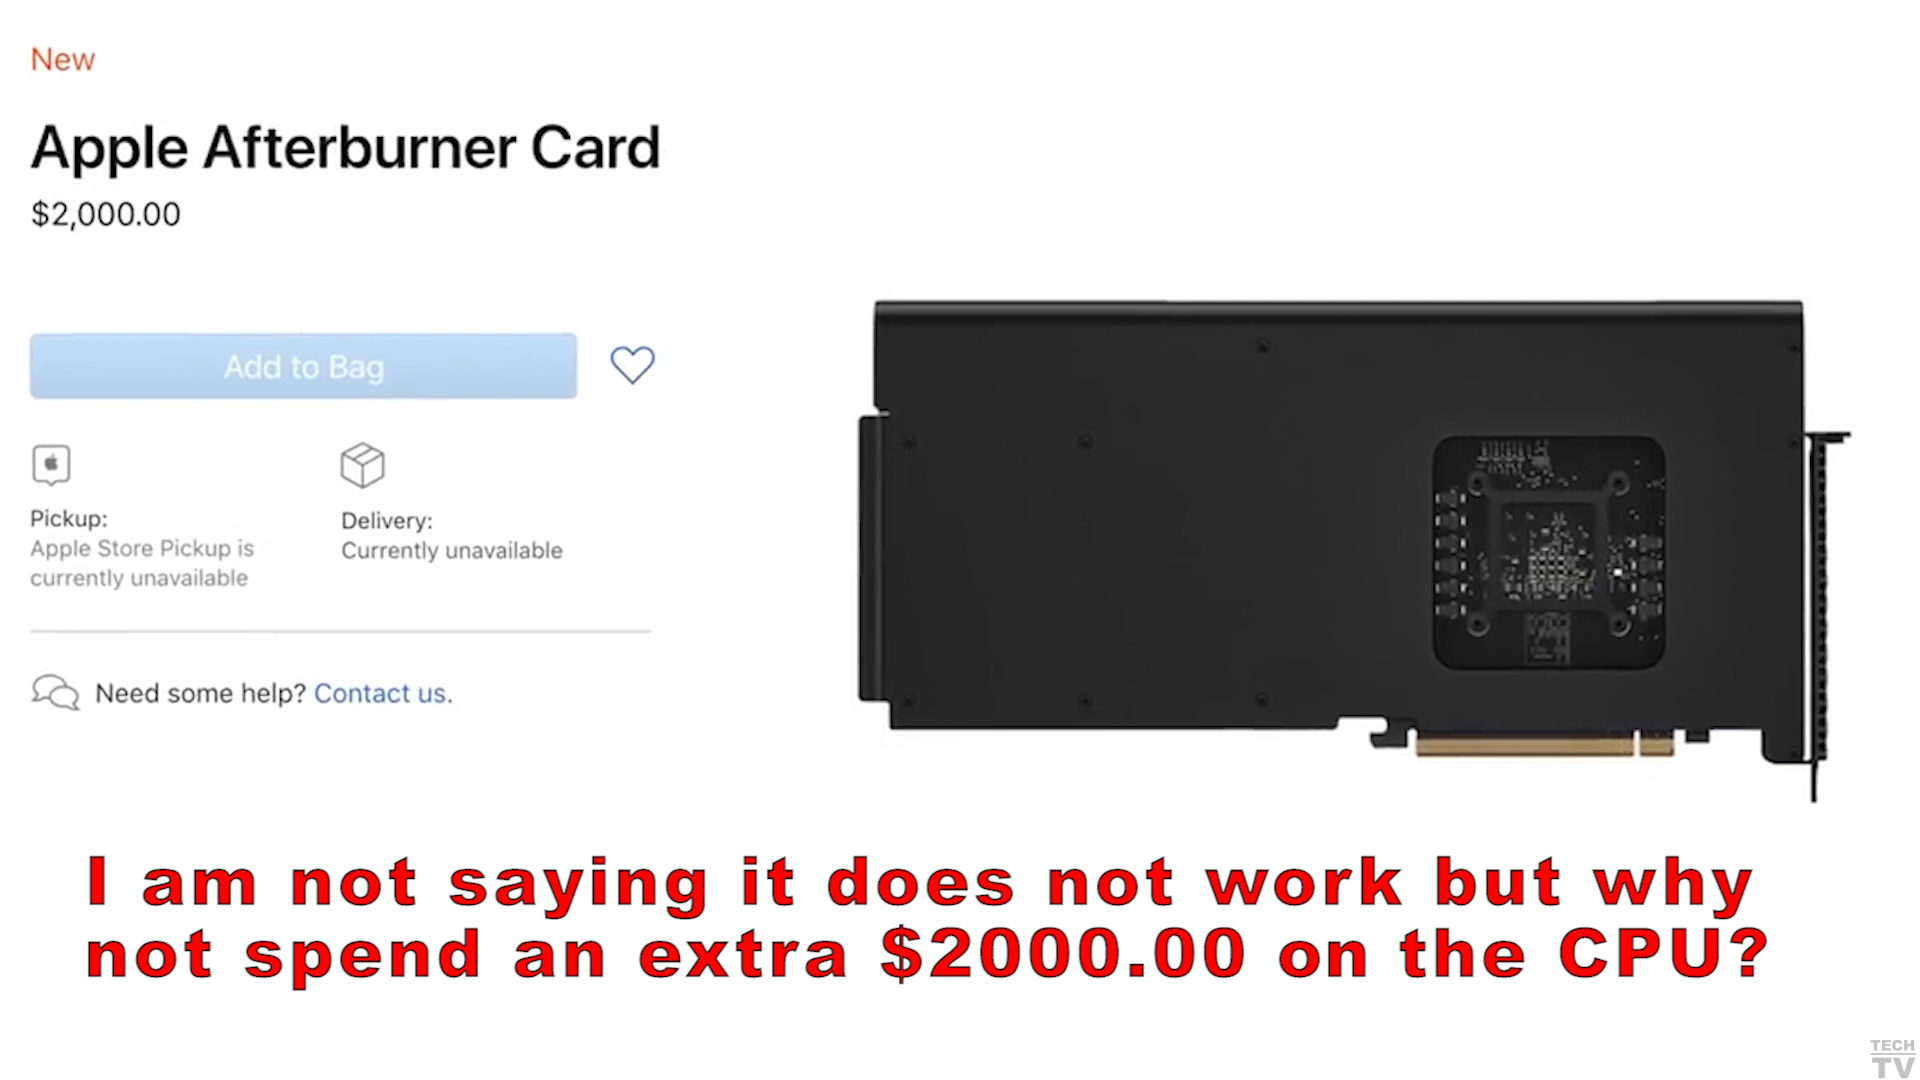 New
Apple Afterburner Card
$2,000.00
Add to Bag
Pickup:
Apple Store Pickup is
currently unavailable
Delivery:
Currently unavailable
Need some help? Contact us.
I am not saying it does not work but why
not spend an extra $2000.00 on the CPU?
TECH
TV